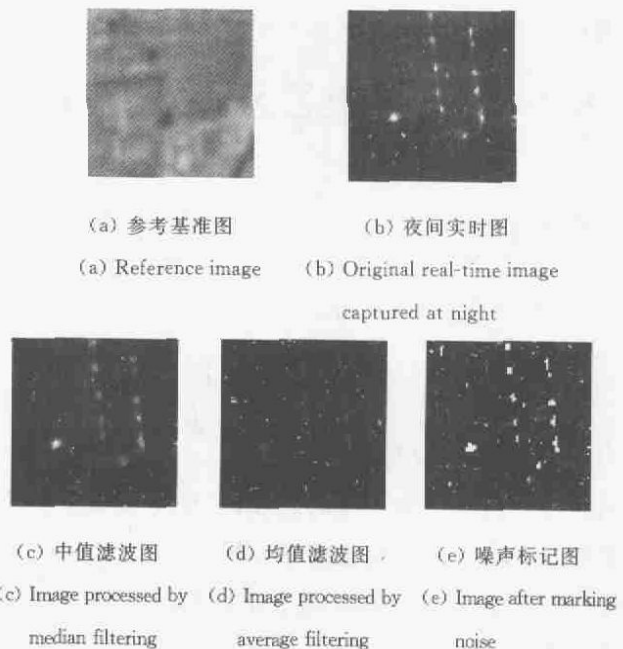 (a) 参考基准图
(b) 夜间实时图
(a) Reference image
(b) Original real-time image
captured at night
(c) 中值滤波图
(d) 均值滤波图
(e) 噪声标记图
(c) Image processed by
median filtering
(d) Image processed by
average filtering
(e) Image after marking
noise